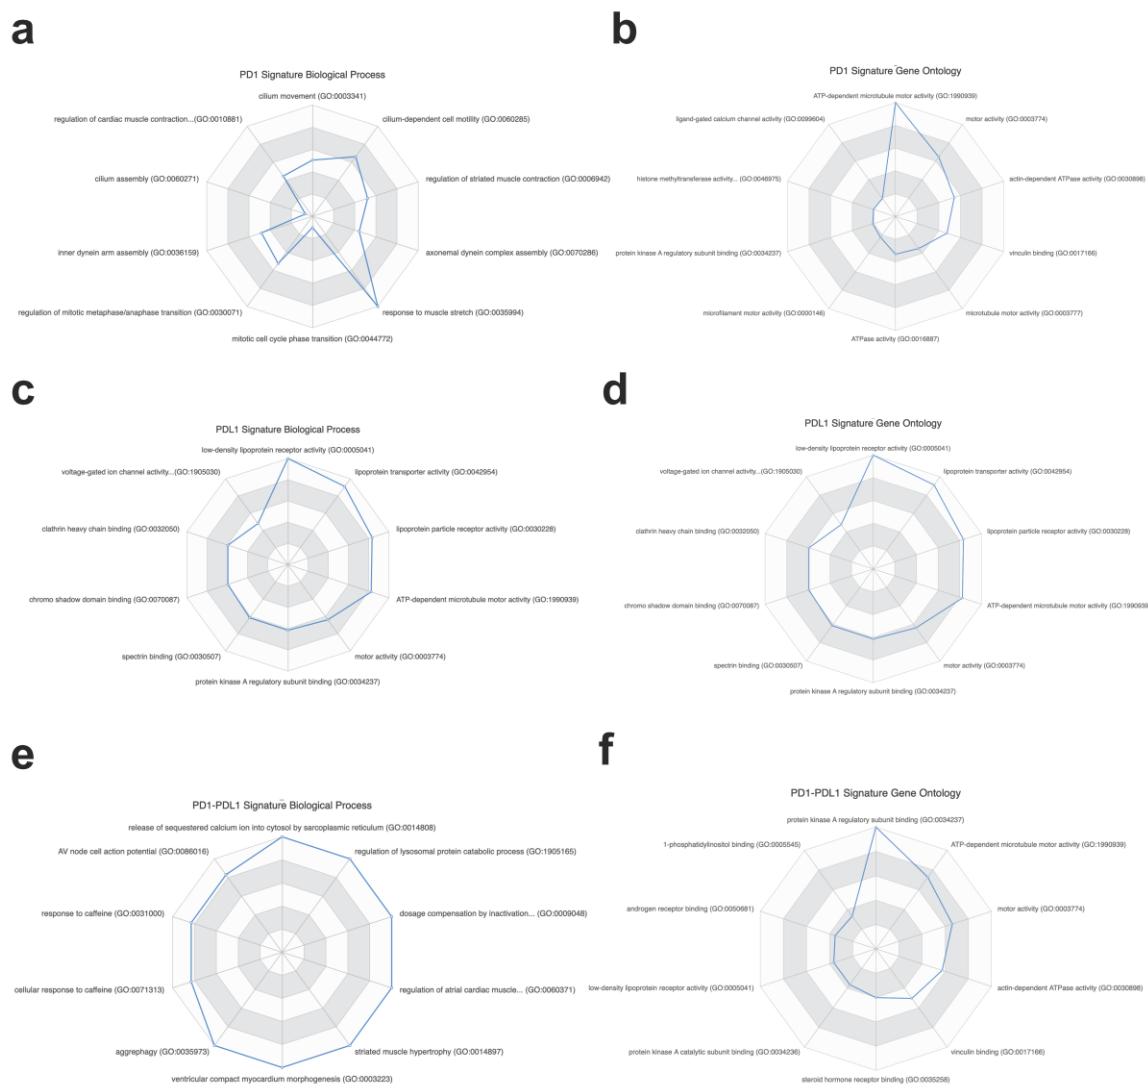 a
PD1 Signature Biological Process
cilium movement (GO:0003341)
regulation of cardiac muscle contraction...(GO:0010881)
cilium-dependent cell motility (GO:0060285)
cilium assembly (GO:0060271)
regulation of striated muscle contraction (GO:0006942)
inner dynein arm assembly (GO:0036159)
axonemal dynein complex assembly (GO:0070286)
regulation of mitotic metaphase/anaphase transition (GO:0030071)
response to muscle stretch (GO:0035994)
mitotic cell cycle phase transition (GO:0044772)
b
PD1 Signature Gene Ontology
ATP-dependent microtubule motor activity (GO:1990939)
ligand-gated calcium channel activity (GO:0099604)
motor activity (GO:0003774)
histone methyltransferase activity... (GO:0046975)
actin-dependent ATPase activity (GO:0030898)
protein kinase A regulatory subunit binding (GO:0034237)
vinculin binding (GO:0017166)
microfilament motor activity (GO:0000146)
microtubule motor activity (GO:0003777)
ATPase activity (GO:0016887)
c
PDL1 Signature Biological Process
low-density lipoprotein receptor activity (GO:0005041)
voltage-gated ion channel activity...(GO:1905030)
lipoprotein transporter activity (GO:0042954)
clathrin heavy chain binding (GO:0032050)
lipoprotein particle receptor activity (GO:0030228)
chromo shadow domain binding (GO:0070087)
ATP-dependent microtubule motor activity (GO:1990939)
spectrin binding (GO:0030507)
motor activity (GO:0003774)
protein kinase A regulatory subunit binding (GO:0034237)
d
PDL1 Signature Gene Ontology
low-density lipoprotein receptor activity (GO:0005041)
voltage-gated ion channel activity...(GO:1905030)
lipoprotein transporter activity (GO:0042954)
clathrin heavy chain binding (GO:0032050)
lipoprotein particle receptor activity (GO:0030228)
chromo shadow domain binding (GO:0070087)
ATP-dependent microtubule motor activity (GO:1990939
spectrin binding (GO:0030507)
motor activity (GO:0003774)
protein kinase A regulatory subunit binding (GO:0034237)
e
PD1-PDL1 Signature Biological Process
release of sequestered calcium ion into cytosol by sarcoplasmic reticulum (GO:0014808)
AV node cell action potential (GO:0086016)
regulation of lysosomal protein catabolic process (GO:1905165)
response to caffeine (GO:0031000)
dosage compensation by inactivation... (GO:0009048)
cellular response to caffeine (GO:0071313)
regulation of atrial cardiac muscle... (GO:0060371)
aggrephagy (GO:0035973)
striated muscle hypertrophy (GO:0014897)
ventricular compact myocardium morphogenesis (GO:0003223)
f
PD1-PDL1 Signature Gene Ontology
protein kinase A regulatory subunit binding (GO:0034237)
1-phosphatidylinositol binding (GO:0005545)
ATP-dependent microtubule motor activity (GO:1990939)
androgen receptor binding (GO:0050681)
motor activity (GO:0003774)
low-density lipoprotein receptor activity (GO:0005041)
actin-dependent ATPase activity (GO:0030898)
protein kinase A catalytic subunit binding (GO:0034236)
vinculin binding (GO:0017166)
steroid hormone receptor binding (GO:0035258)